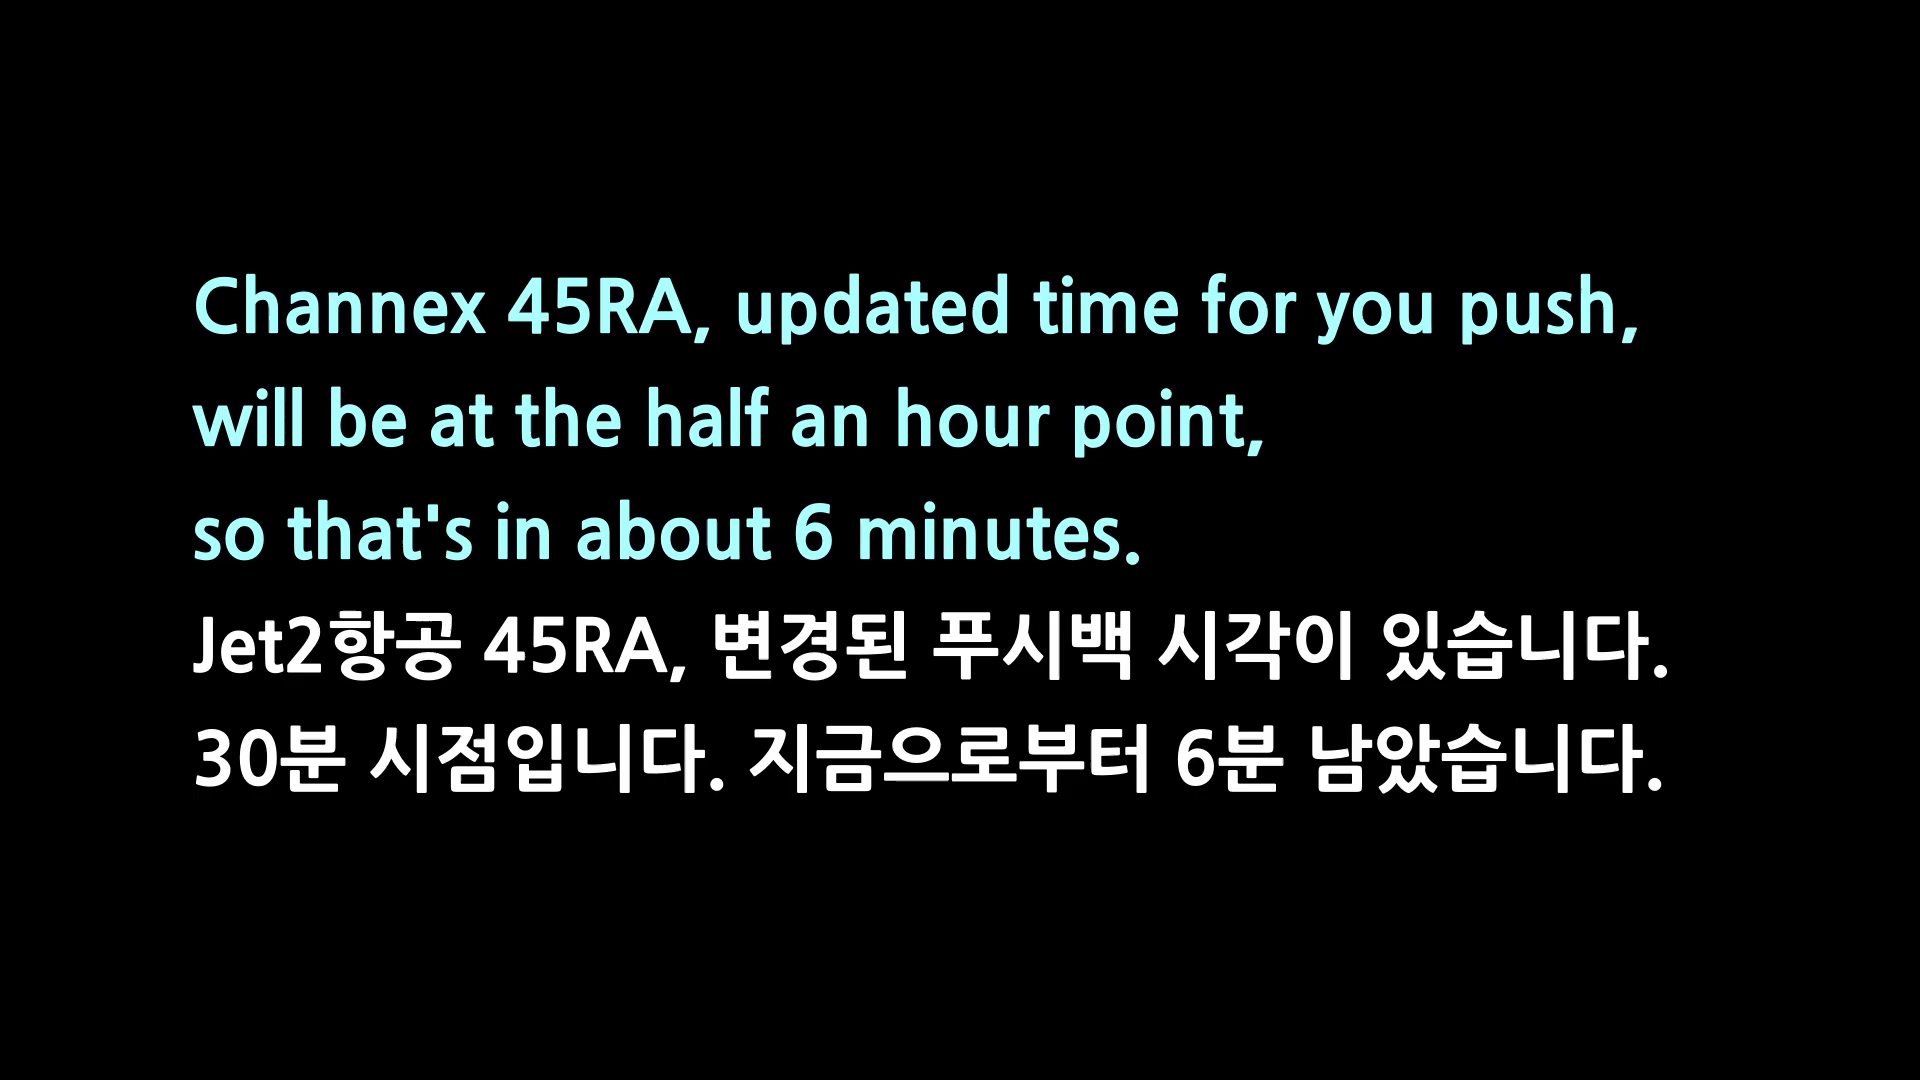 Channex 45RA, updated time for you push,
will be at the half an hour point,
so that's in about 6 minutes.
Jet2항공 45RA, 변경된 푸시백 시각이 있습니다.
30분 시점입니다. 지금으로부터 6분 남았습니다.